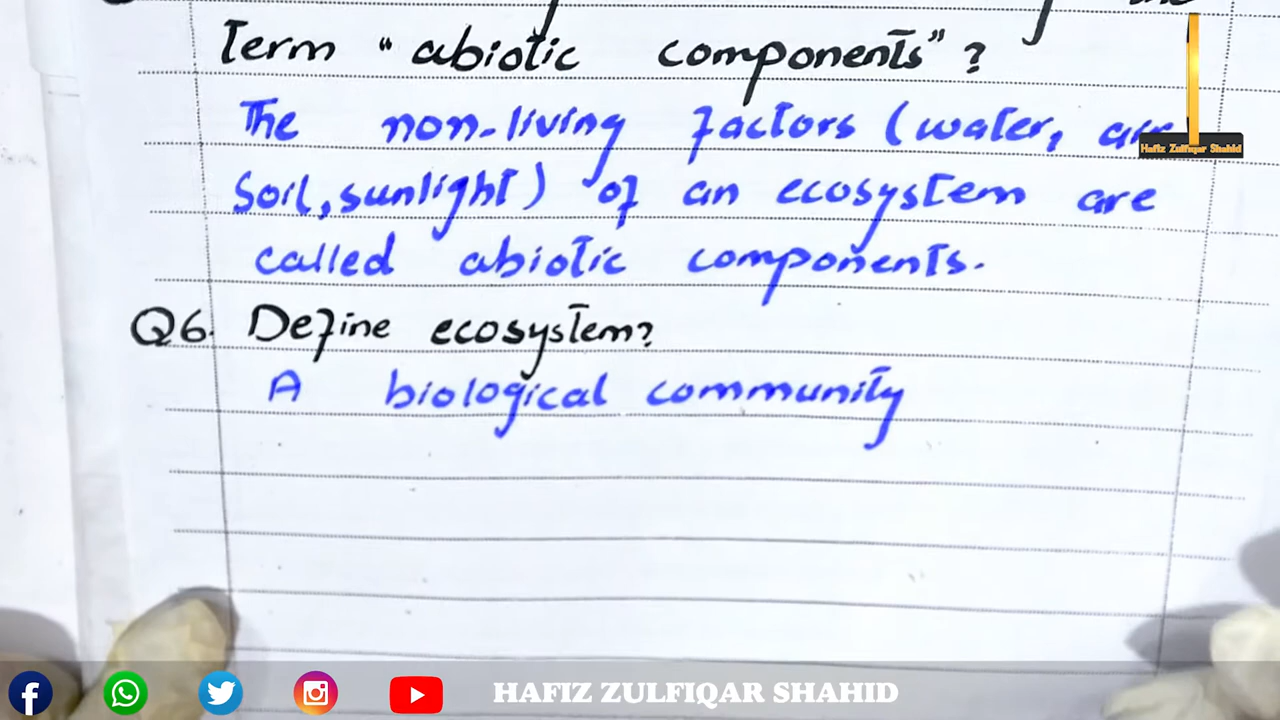 Term “abiotic components”?
The non-living factors (water, air
Soil, sunlight) of an ecosystem are
called abiotic components.
Q6. Define ecosystem?
A biological community
Hafiz Zulfiqar Shahid
HAFIZ ZULFIQAR SHAHID